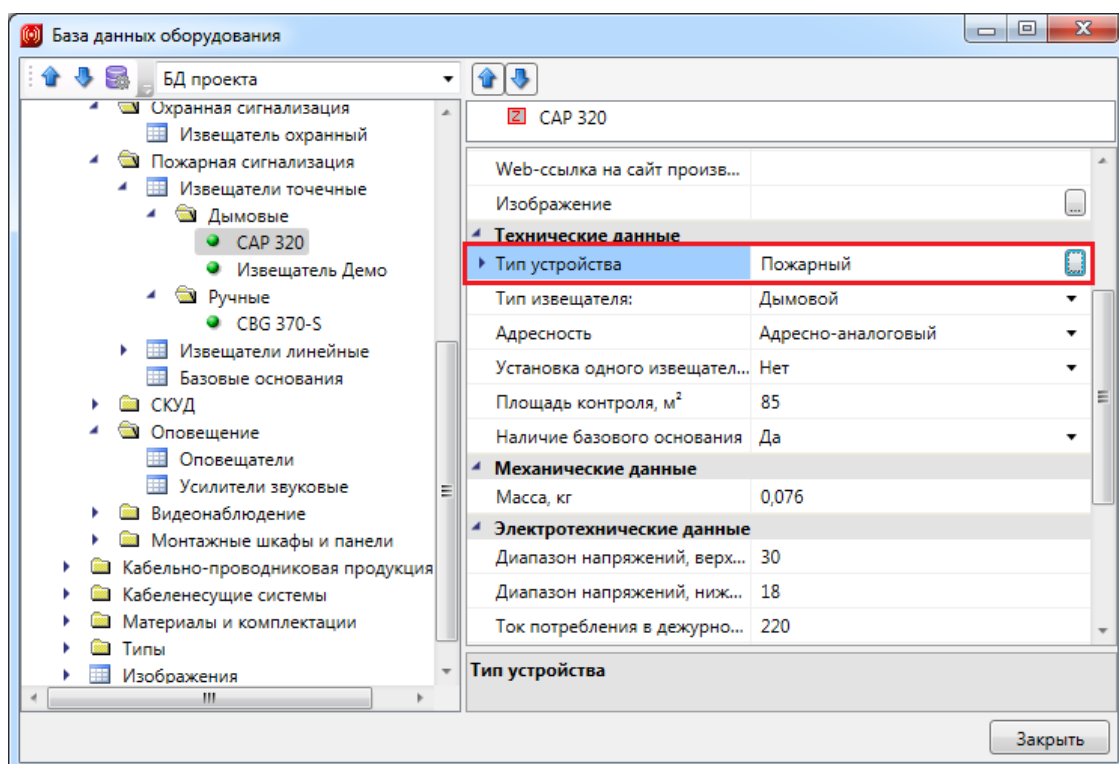 База данных оборудования
БД проекта
Охранная сигнализация
Извещатель охранный
Пожарная сигнализация
Извещатели точечные
Дымовые
CAP 320
Извещатель Демо
Ручные
CBG 370-S
Извещатели линейные
Базовые основания
СКУД
Оповещение
Оповещатели
Усилители звуковые
Видеонаблюдение
Монтажные шкафы и панели
Кабельно-проводниковая продукция
Кабеленесущие системы
Материалы и комплектации
Типы
Изображения
Z CAP 320
Web-ссылка на сайт произв...
Изображение ...
Технические данные
Тип устройства Пожарный ...
Тип извещателя: Дымовой
Адресность Адресно-аналоговый
Установка одного извещател... Нет
Площадь контроля, м² 85
Наличие базового основания Да
Механические данные
Масса, кг 0,076
Электротехнические данные
Диапазон напряжений, верх... 30
Диапазон напряжений, ниж... 18
Ток потребления в дежурно... 220
Тип устройства
Закрыть